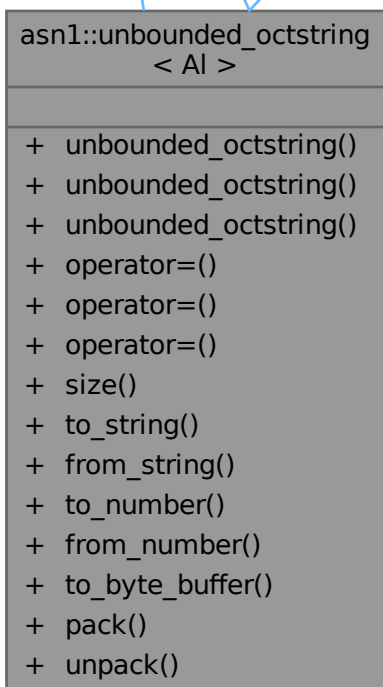 asn1::unbounded_octstring
< Al >
+ unbounded_octstring()
+ unbounded_octstring()
+ unbounded_octstring()
+ operator=()
+ operator=()
+ operator=()
+ size()
+ to_string()
+ from_string()
+ to_number()
+ from_number()
+ to_byte_buffer()
+ pack()
+ unpack()